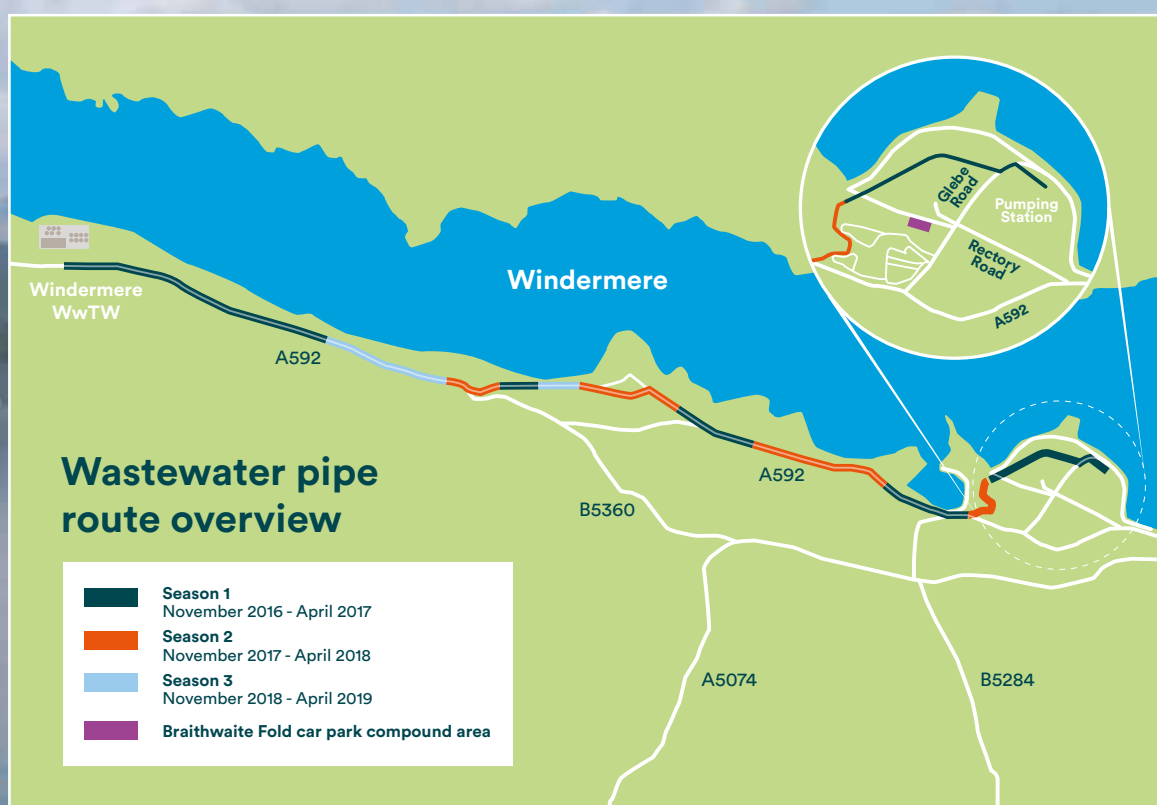 Glebe
Road
Pumping
Station
Rectory
Road
A592
Windermere
Windermere
WwTW
A592
A592
B5360
A5074
B5284
Wastewater pipe
route overview
Season 1
November 2016 - April 2017
Season 2
November 2017 - April 2018
Season 3
November 2018 - April 2019
Braithwaite Fold car park compound area